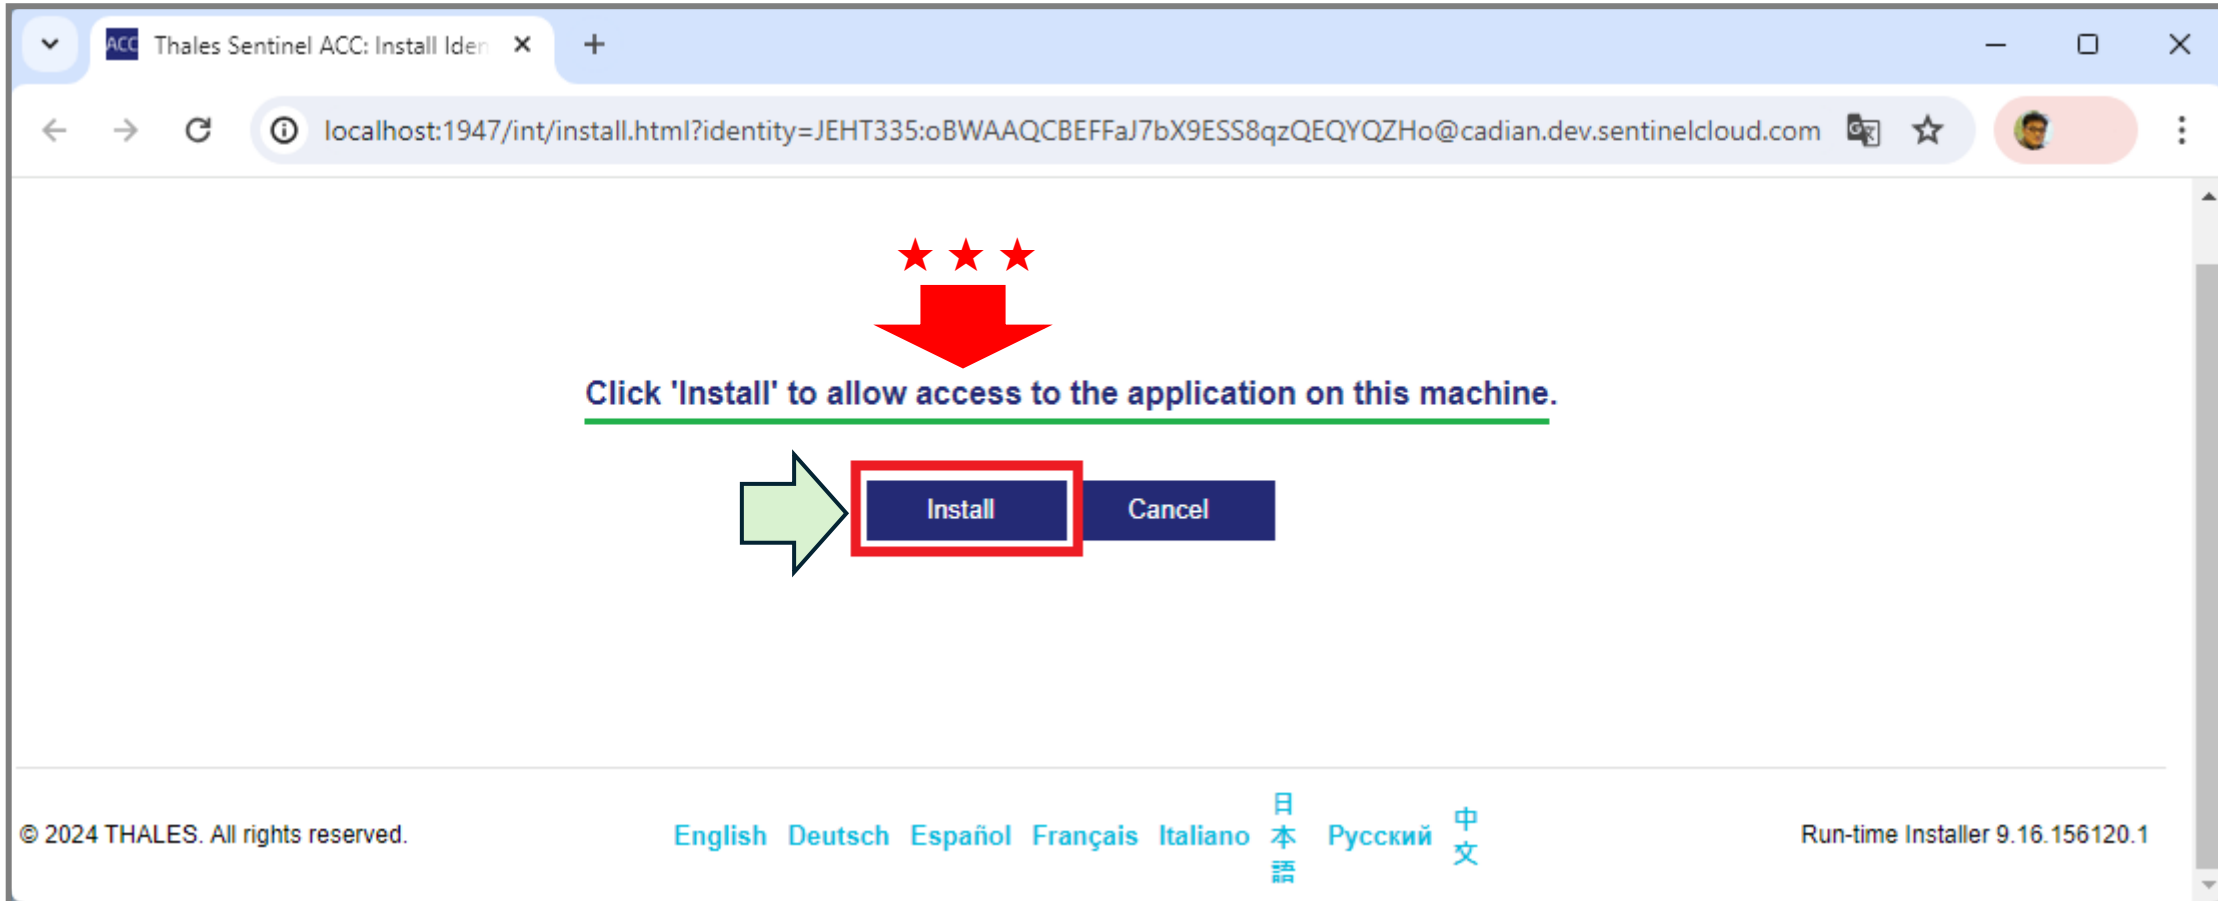 ACC Thales Sentinel ACC: Install Iden
localhost:1947/int/install.html?identity=JEHT335:oBWAAQCBEFFaJ7bX9ESS8qzQEQYQZHo@cadian.dev.sentinelcloud.com
Click 'Install' to allow access to the application on this machine.
Install Cancel
© 2024 THALES. All rights reserved. English Deutsch Español Français Italiano 日本語 Русский 中文 Run-time Installer 9.16.156120.1